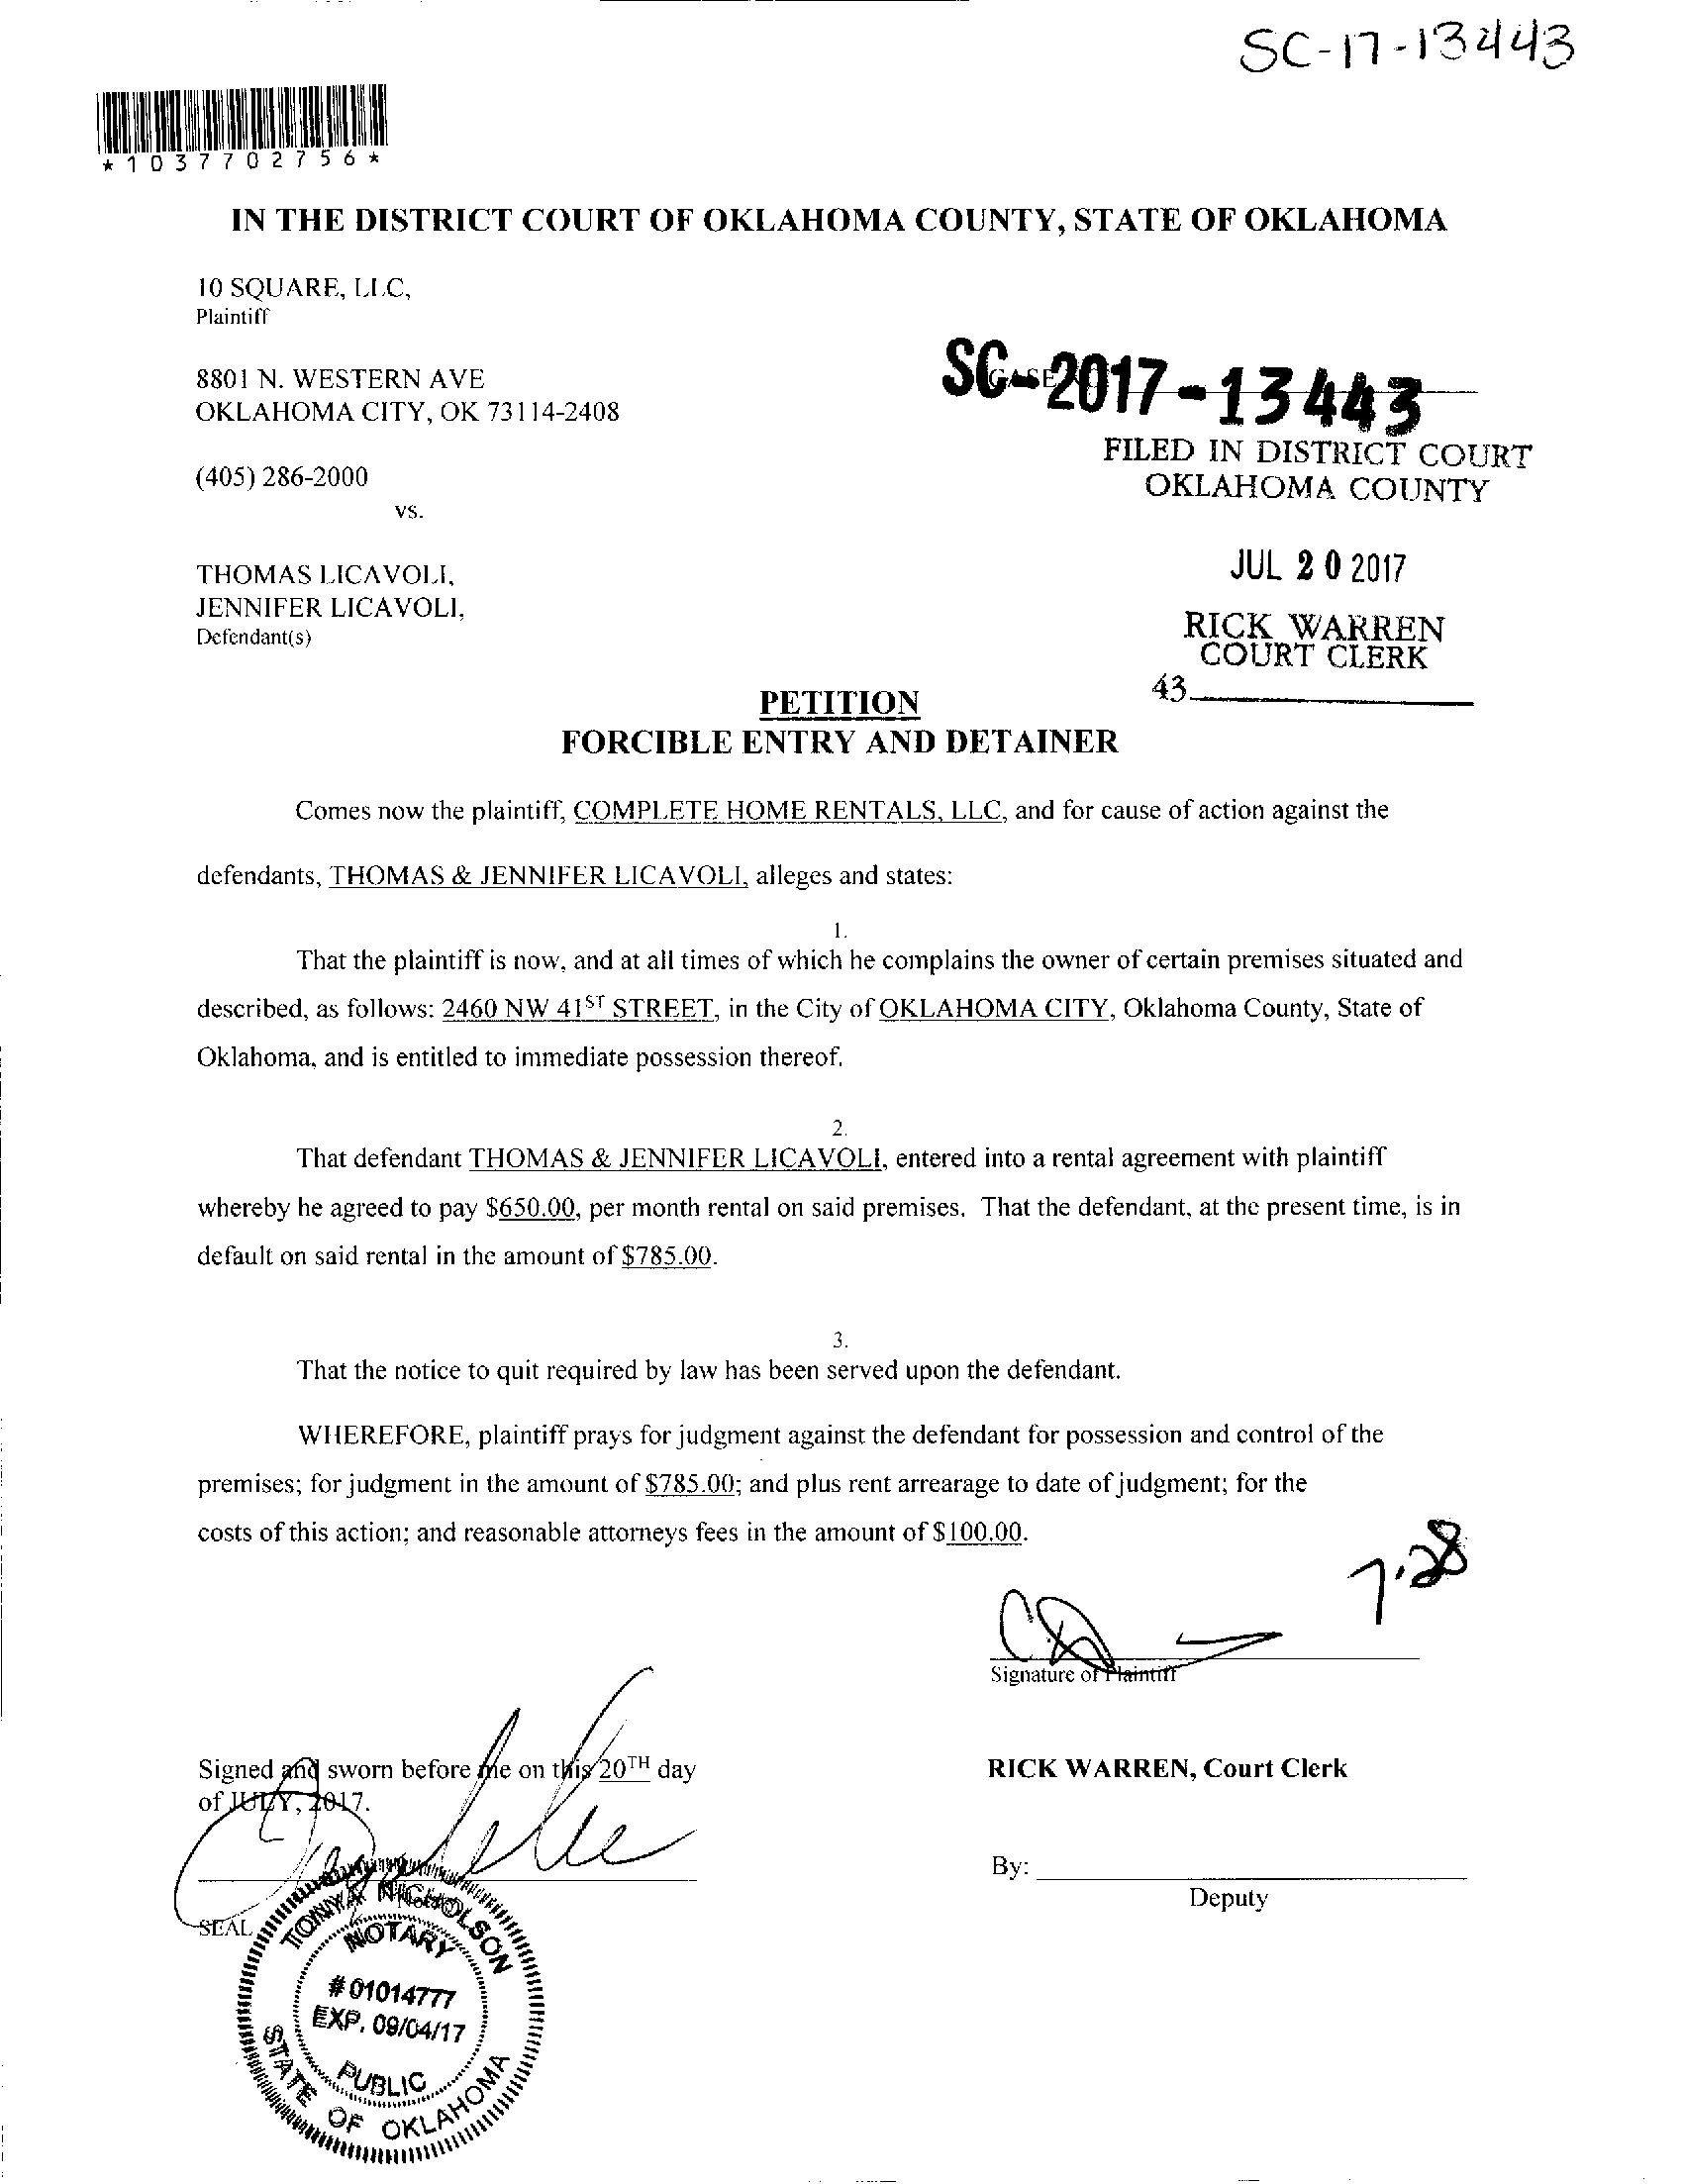 SC-17-13443
*1037702756*
IN THE DISTRICT COURT OF OKLAHOMA COUNTY, STATE OF OKLAHOMA
10 SQUARE, LLC,
Plaintiff
8801 N. WESTERN AVE
OKLAHOMA CITY, OK 73114-2408
CASE
SC-2017-13443
FILED IN DISTRICT COURT
OKLAHOMA COUNTY
(405) 286-2000
vs.
JUL 20 2017
THOMAS LICAVOLI,
JENNIFER LICAVOLI,
Defendant(s)
RICK WARREN
COURT CLERK
43
PETITION
FORCIBLE ENTRY AND DETAINER
Comes now the plaintiff, COMPLETE HOME RENTALS, LLC, and for cause of action against the
defendants, THOMAS & JENNIFER LICAVOLI, alleges and states:
1.
That the plaintiff is now, and at all times of which he complains the owner of certain premises situated and
described, as follows: 2460 NW 41ST STREET, in the City of OKLAHOMA CITY, Oklahoma County, State of
Oklahoma, and is entitled to immediate possession thereof.
2.
That defendant THOMAS & JENNIFER LICAVOLI, entered into a rental agreement with plaintiff
whereby he agreed to pay $650.00, per month rental on said premises. That the defendant, at the present time, is in
default on said rental in the amount of $785.00.
3.
That the notice to quit required by law has been served upon the defendant.
WHEREFORE, plaintiff prays for judgment against the defendant for possession and control of the
premises; for judgment in the amount of $785.00; and plus rent arrearage to date of judgment; for the
costs of this action; and reasonable attorneys fees in the amount of $100.00.
7.28
Signature of Plaintiff
Signed and sworn before me on this 20TH day
of JULY, 2017.
RICK WARREN, Court Clerk
By:
Deputy
SEAL
TONYA NICHOLSON
NOTARY
#01014777
EXP. 09/04/17
PUBLIC
STATE OF OKLAHOMA